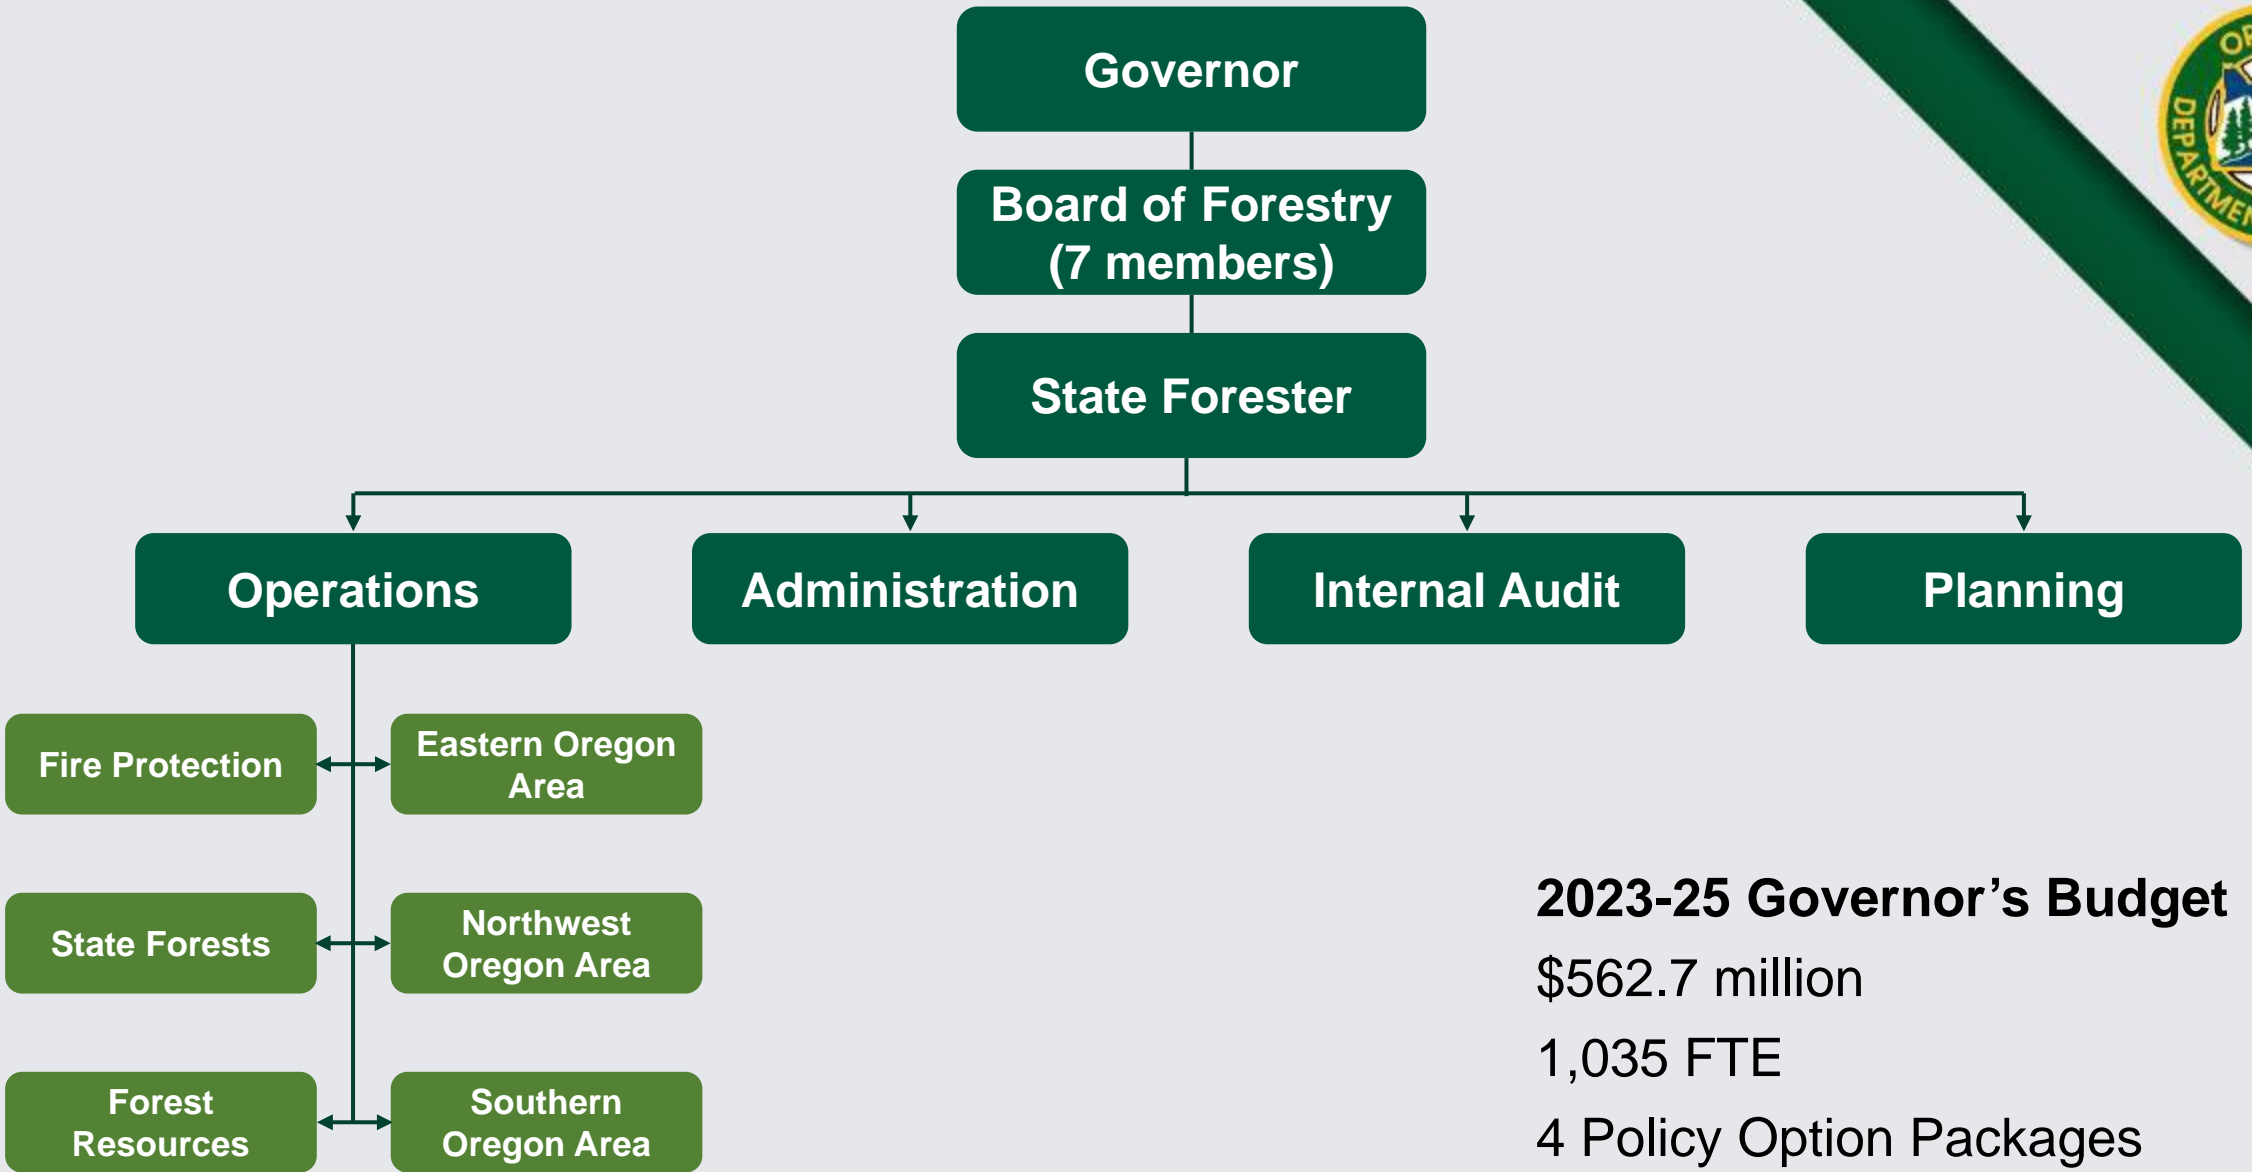 Governor
Board of Forestry
(7 members)
State Forester
Operations
Administration
Internal Audit
Planning
Fire Protection
Eastern Oregon
Area
State Forests
Northwest
Oregon Area
Forest
Resources
Southern
Oregon Area
2023-25 Governor’s Budget
$562.7 million
1,035 FTE
4 Policy Option Packages